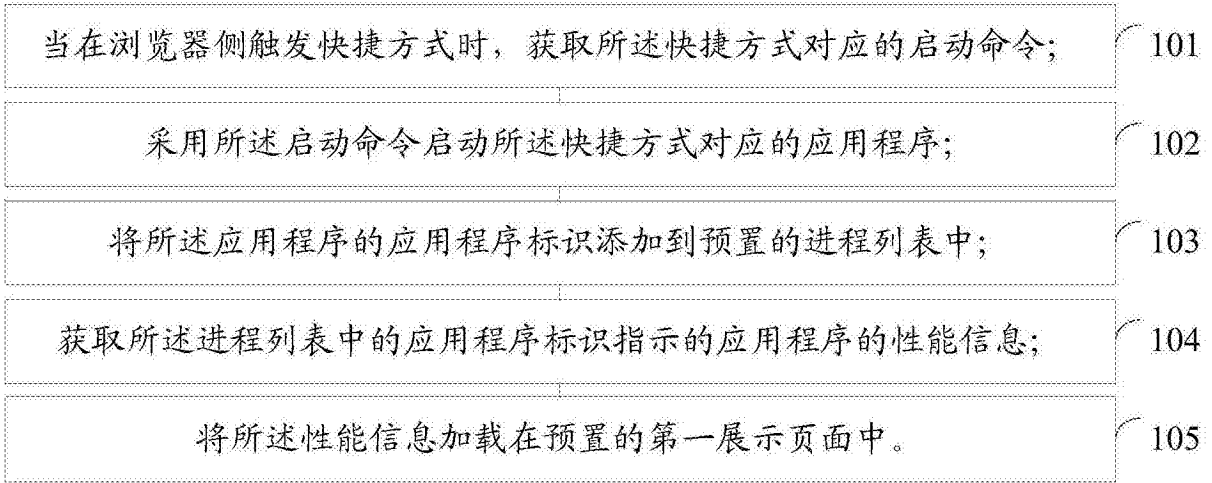 当在浏览器侧触发快捷方式时，获取所述快捷方式对应的启动命令； 101
采用所述启动命令启动所述快捷方式对应的应用程序； 102
将所述应用程序的应用程序标识添加到预置的进程列表中； 103
获取所述进程列表中的应用程序标识指示的应用程序的性能信息； 104
将所述性能信息加载在预置的第一展示页面中。 105